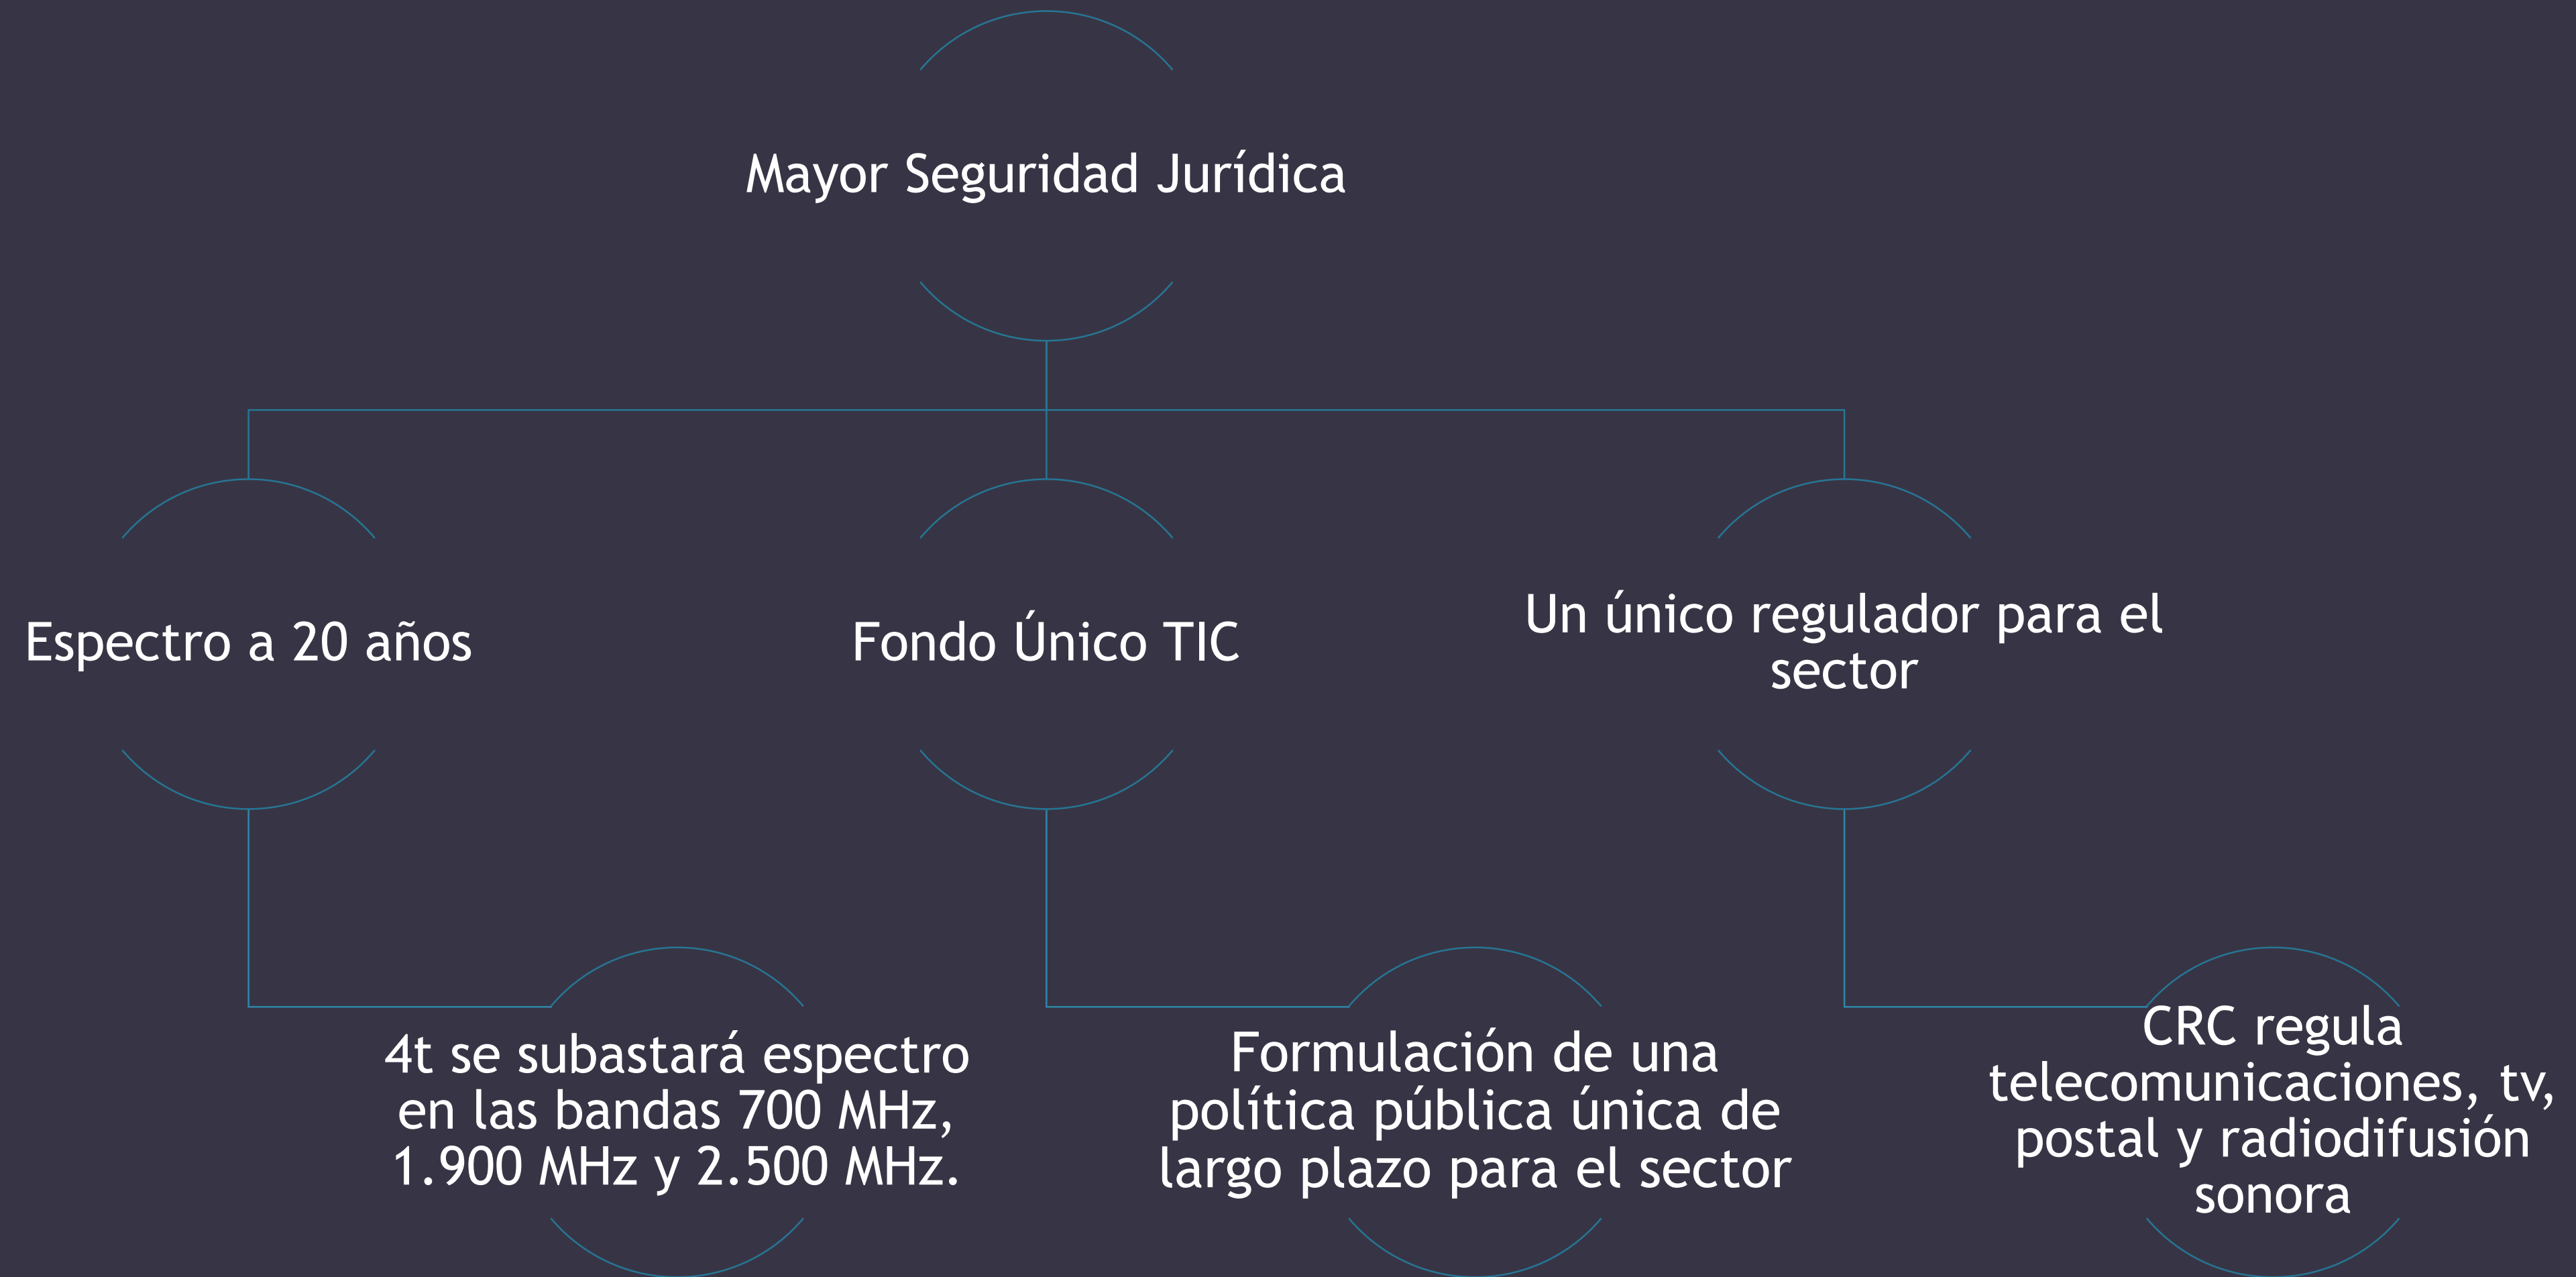 Mayor Seguridad Jurídica
Espectro a 20 años
Fondo Único TIC
Un único regulador para el
sector
4t se subastará espectro
en las bandas 700 MHz,
1.900 MHz y 2.500 MHz.
Formulación de una
política pública única de
largo plazo para el sector
CRC regula
telecomunicaciones, tv,
postal y radiodifusión
sonora